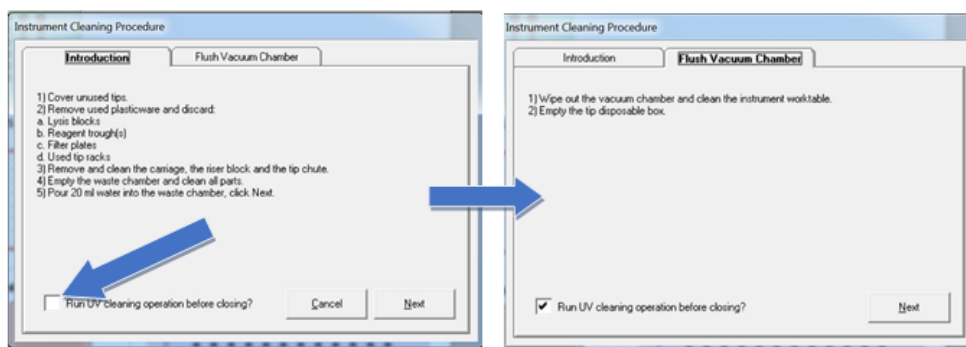 Instrument Cleaning Procedure
Introduction
Flush Vacuum Chamber
1) Cover unused tips.
2) Remove used plasticware and discard:
a. Lysis blocks
b. Reagent trough(s)
c. Filter plates
d. Used tip racks
3) Remove and clean the carriage, the riser block and the tip chute.
4) Empty the waste chamber and clean all parts.
5) Pour 20 ml water into the waste chamber, click Next.
Run UV cleaning operation before closing?
Cancel
Next
Instrument Cleaning Procedure
Introduction
Flush Vacuum Chamber
1) Wipe out the vacuum chamber and clean the instrument worktable.
2) Empty the tip disposable box.
Run UV cleaning operation before closing?
Next